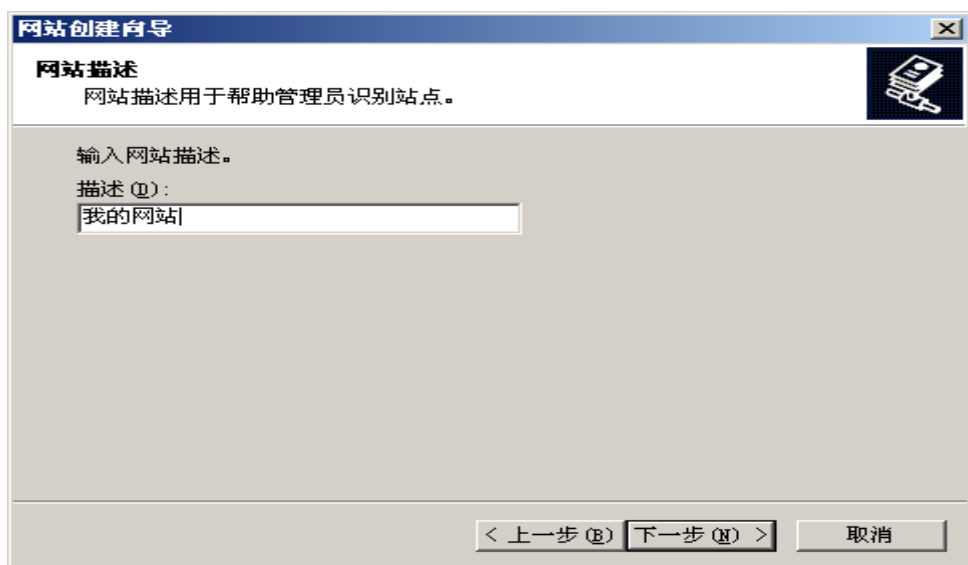 网站创建向导
网站描述
网站描述用于帮助管理员识别站点。
输入网站描述。
描述(D):
我的网站
< 上一步(B) 下一步(N) > 取消